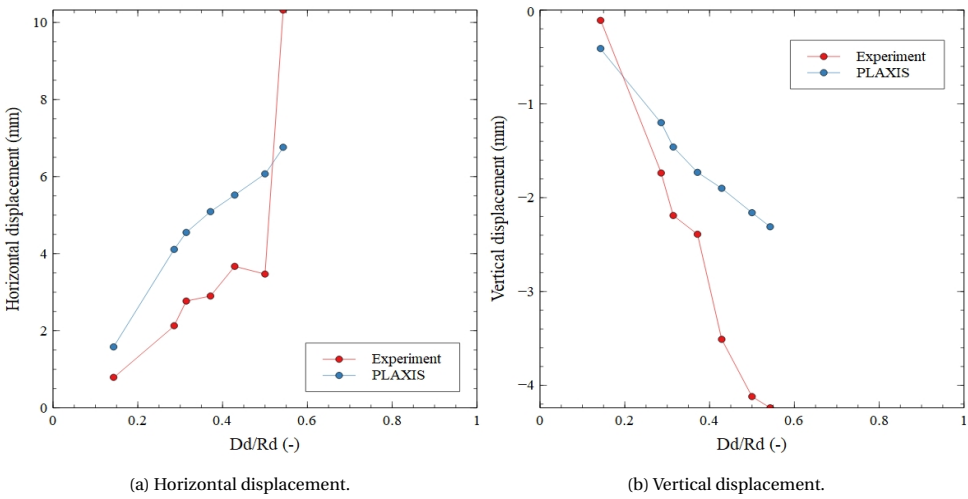 10
8
6
4
2
0
0
0.2
0.4
0.6
0.8
1
Horizontal displacement (mm)
Dd/Rd (-)
Experiment
PLAXIS
(a) Horizontal displacement.
0
−1
−2
−3
−4
0
0.2
0.4
0.6
0.8
1
Vertical displacement (mm)
Dd/Rd (-)
Experiment
PLAXIS
(b) Vertical displacement.